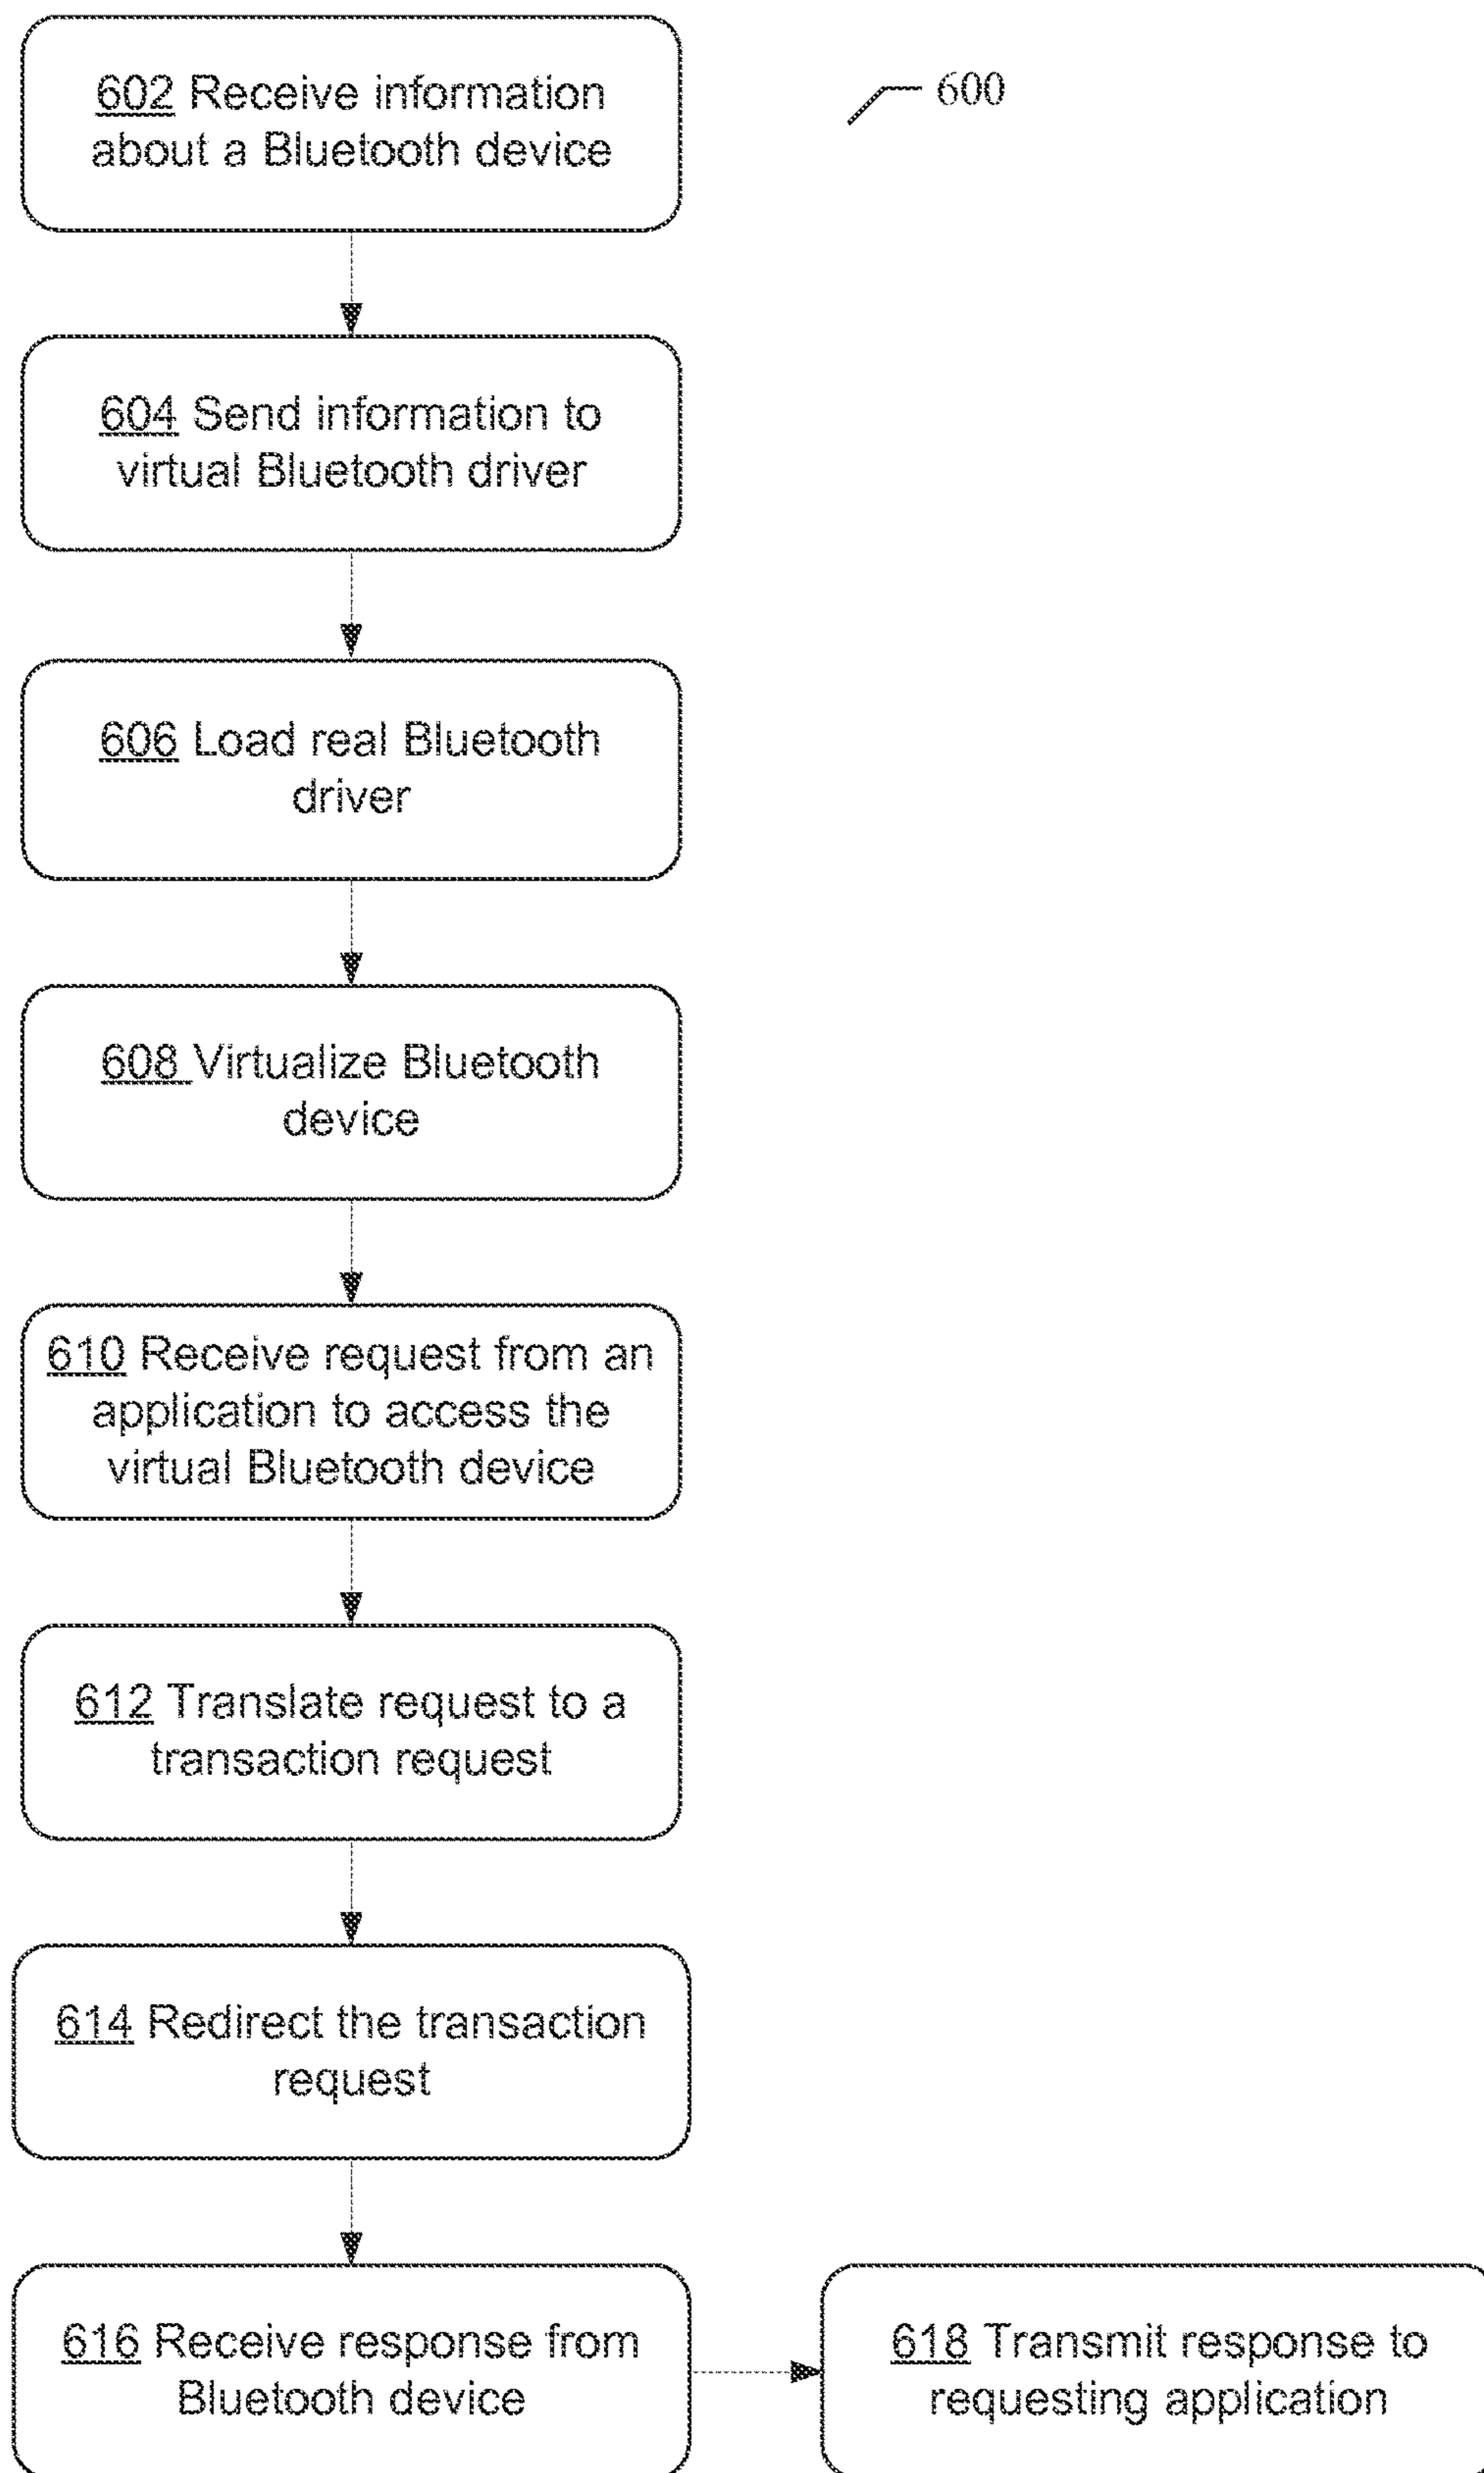 602 Receive information
about a Bluetooth device
600
604 Send information to
virtual Bluetooth driver
606 Load real Bluetooth
driver
608 Virtualize Bluetooth
device
610 Receive request from an
application to access the
virtual Bluetooth device
612 Translate request to a
transaction request
614 Redirect the transaction
request
616 Receive response from
Bluetooth device
618 Transmit response to
requesting application